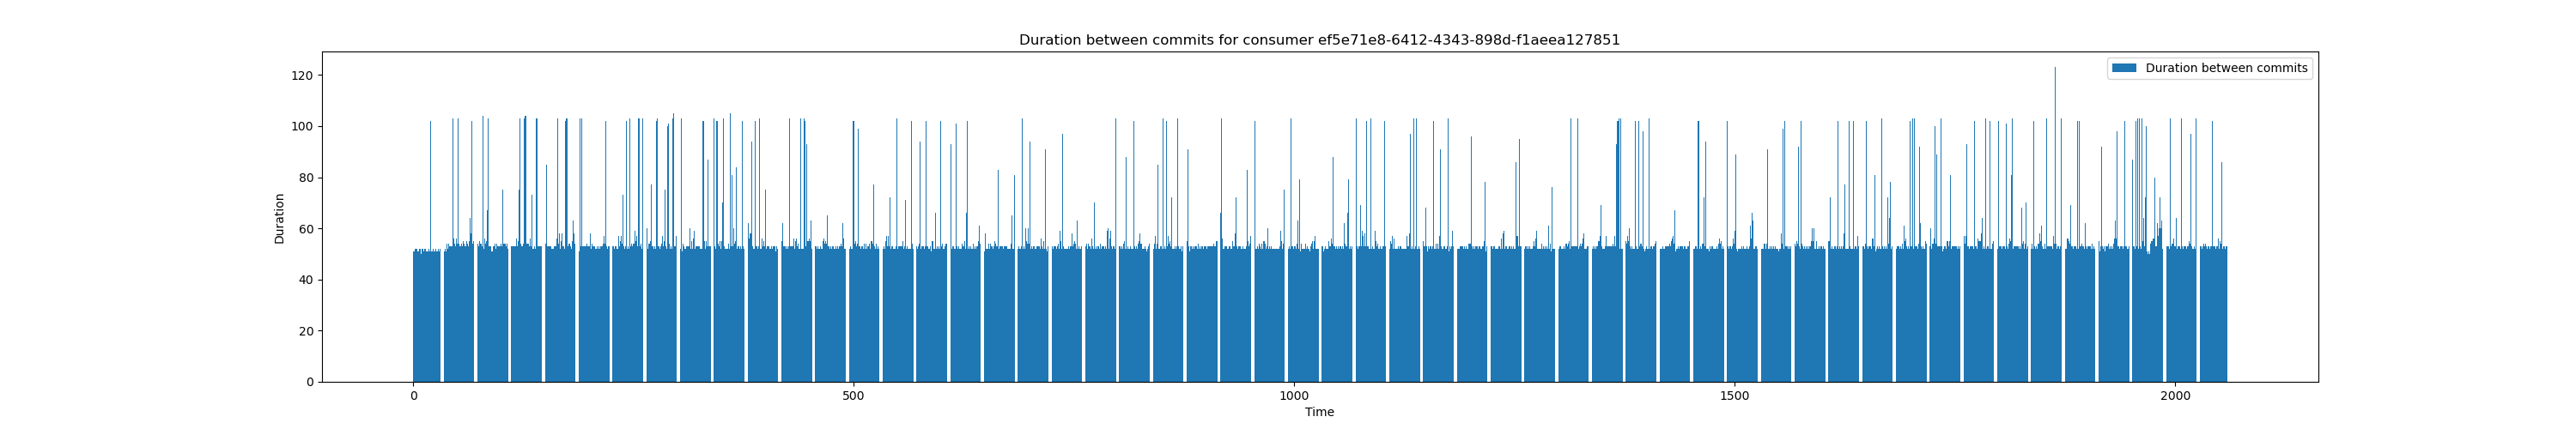 Duration between commits for consumer ef5e71e8-6412-4343-898d-f1aeea127851
Duration between commits
120
100
80
60
40
20
0
Duration
0 500 1000 1500 2000
Time